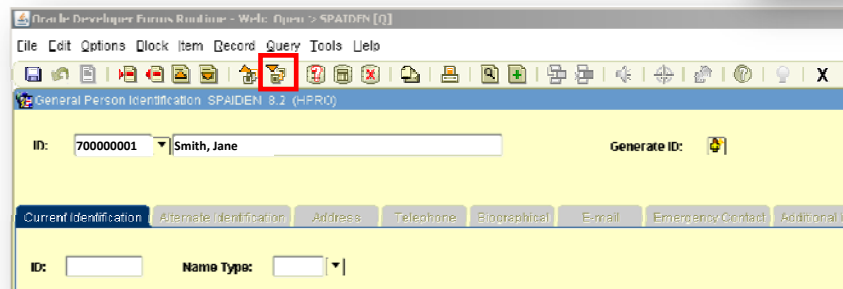 Oracle Developer Forms Runtime - Web: Open > SPAIDEN [Q]
File Edit Options Block Item Record Query Tools Help
X
General Person Identification SPAIDEN 8.2 (HPRO)
ID: 700000001 Smith, Jane Generate ID:
Current Identification Alternate Identification Address Telephone Biographical E-mail Emergency Contact Additional
ID: Name Type: